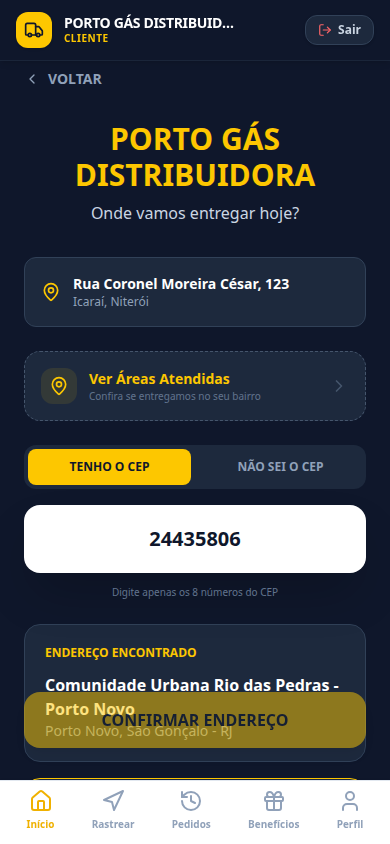 PORTO GÁS DISTRIBUID...
CLIENTE
Sair
VOLTAR
PORTO GÁS
DISTRIBUIDORA
Onde vamos entregar hoje?
Rua Coronel Moreira César, 123
Icaraí, Niterói
Ver Áreas Atendidas
Confira se entregamos no seu bairro
TENHO O CEP
NÃO SEI O CEP
24435806
Digite apenas os 8 números do CEP
ENDEREÇO ENCONTRADO
Comunidade Urbana Rio das Pedras -
Porto Novo
CONFIRMAR ENDEREÇO
Porto Novo, São Gonçalo - RJ
Início
Rastrear
Pedidos
Benefícios
Perfil